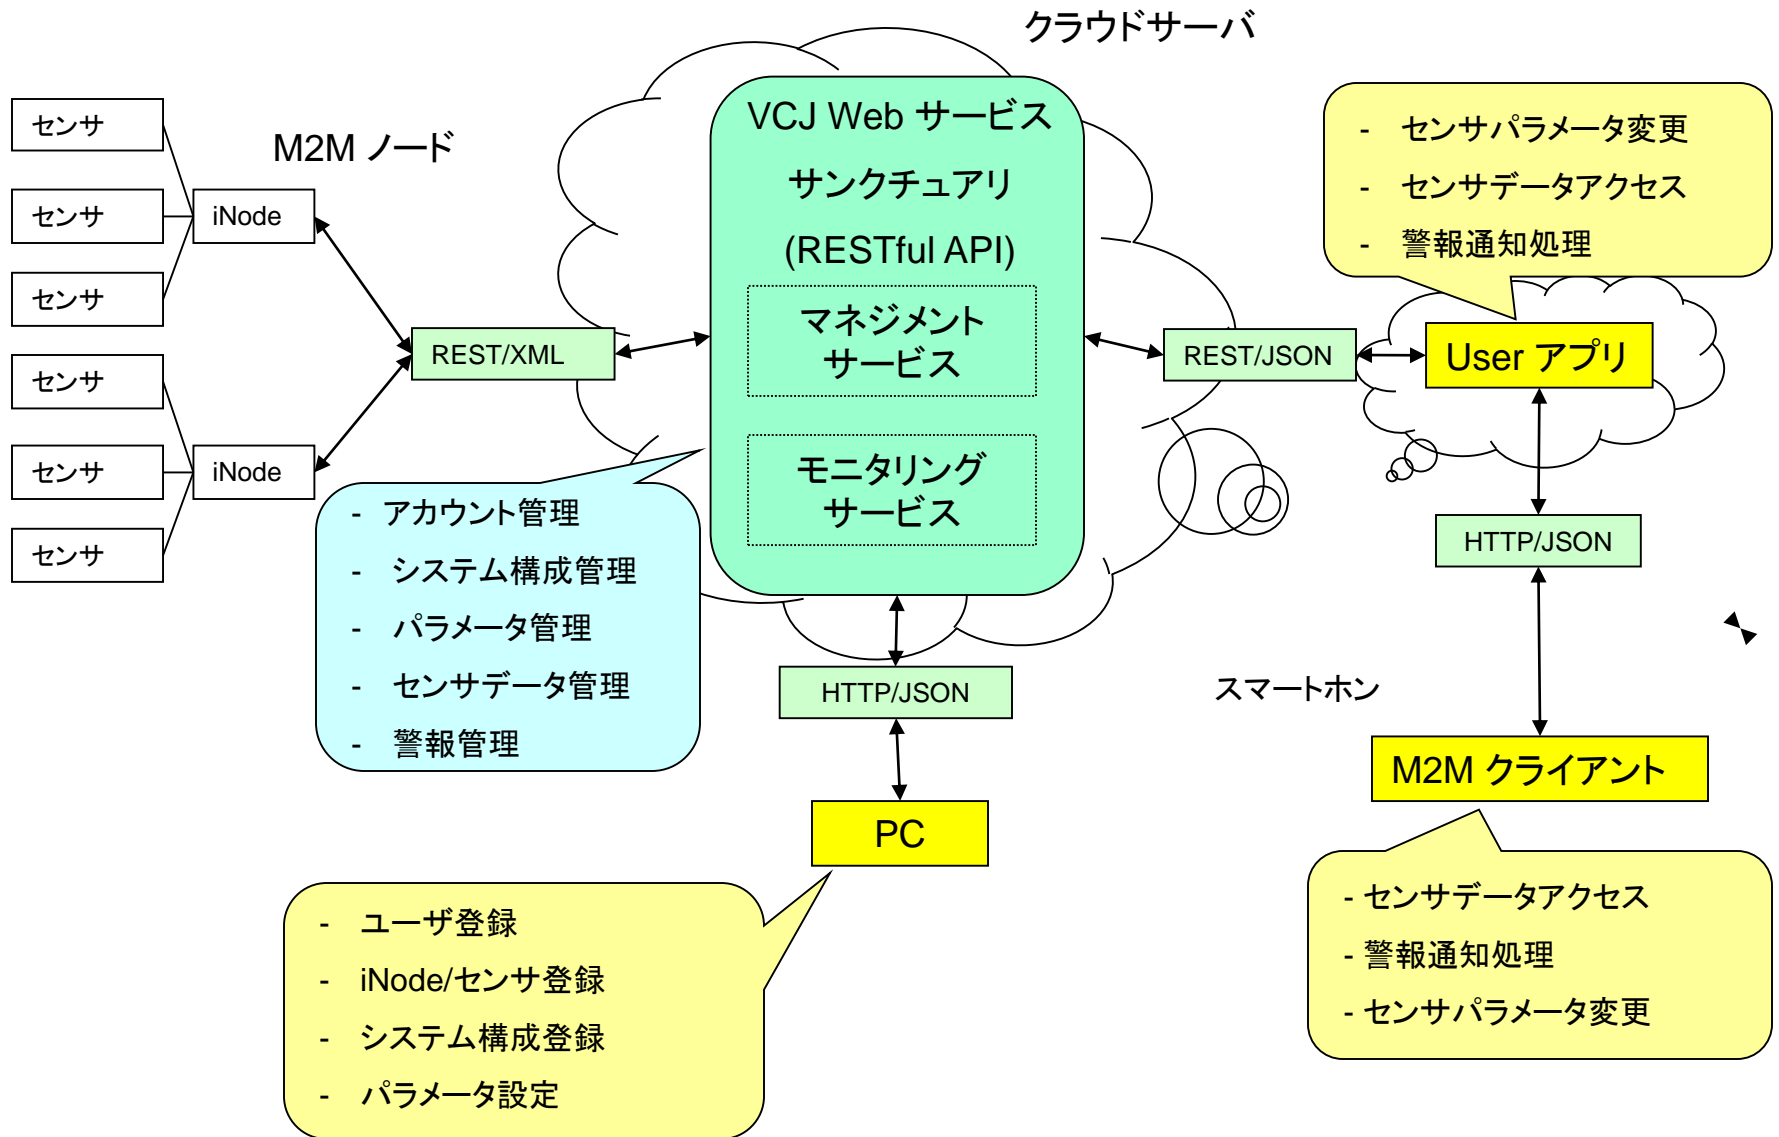 クラウドサーバ
M2M ノード
センサ
センサ
センサ
センサ
センサ
センサ
iNode
iNode
REST/XML
VCJ Web サービス
サンクチュアリ
(RESTful API)
マネジメント
サービス
モニタリング
サービス
- アカウント管理
- システム構成管理
- パラメータ管理
- センサデータ管理
- 警報管理
REST/JSON
- センサパラメータ変更
- センサデータアクセス
- 警報通知処理
User アプリ
HTTP/JSON
HTTP/JSON
スマートホン
M2M クライアント
PC
- ユーザ登録
- iNode/センサ登録
- システム構成登録
- パラメータ設定
- センサデータアクセス
- 警報通知処理
- センサパラメータ変更